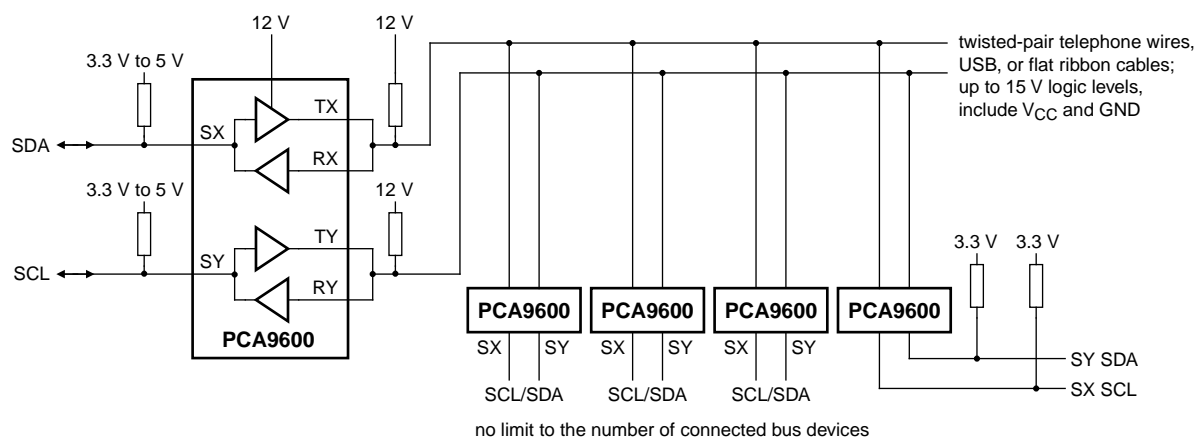 12 V
12 V
3.3 V to 5 V
TX
SX
SDA
RX
3.3 V to 5 V
12 V
TY
SCL
SY
RY
PCA9600
twisted-pair telephone wires,
USB, or flat ribbon cables;
up to 15 V logic levels,
include VCC and GND
3.3 V 3.3 V
PCA9600 PCA9600 PCA9600 PCA9600
SX SY SX SY SX SY
SY SDA
SX SCL
SCL/SDA SCL/SDA SCL/SDA
no limit to the number of connected bus devices